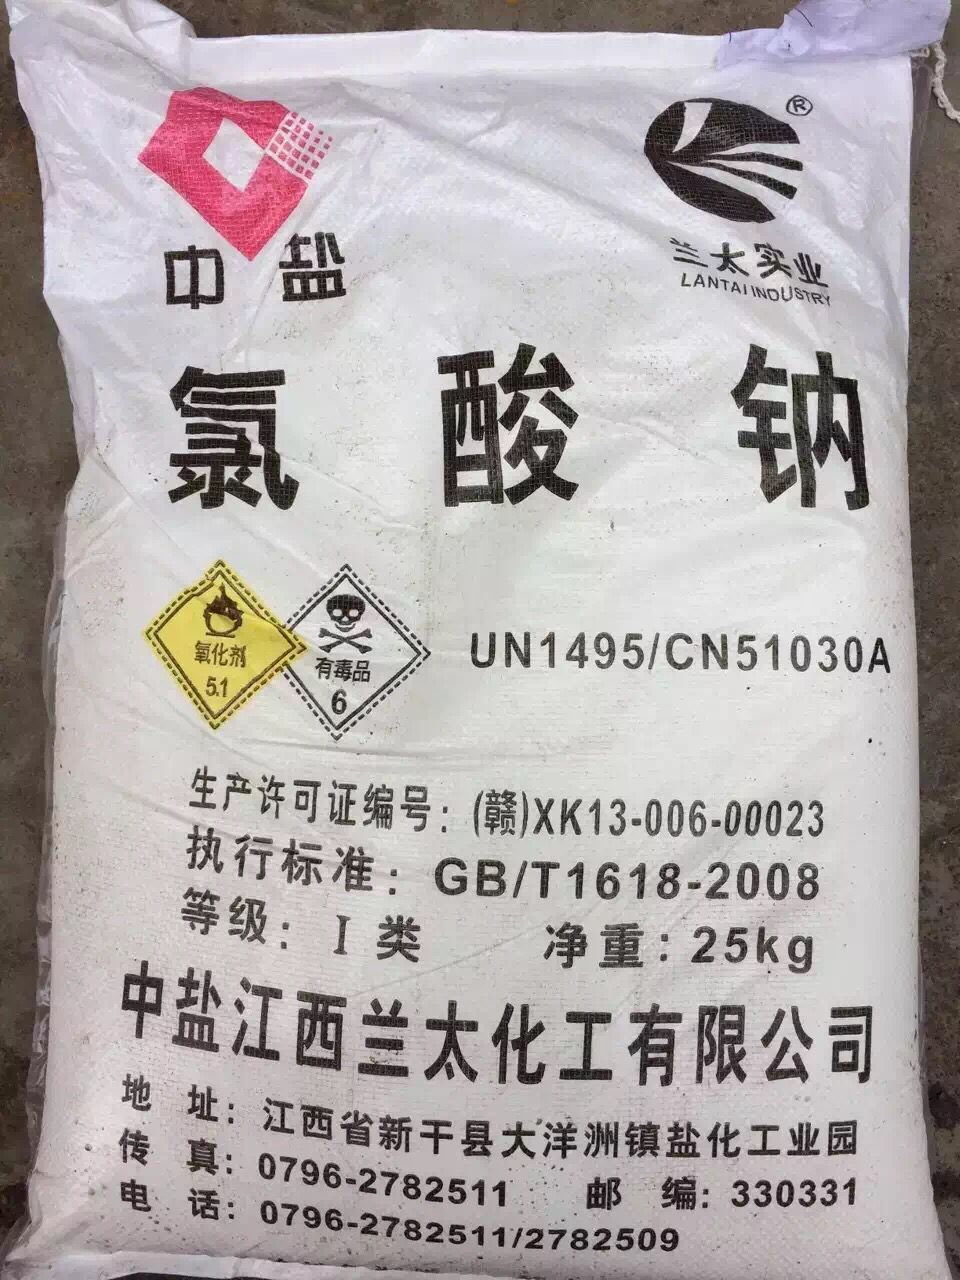 中盐
®
兰太实业
LANTAI INDUSTRY
氯酸钠
氧化剂
5.1
有毒品
6
UN1495/CN51030A
生产许可证编号：(赣)XK13-006-00023
执行标准：GB/T1618-2008
等级：I类 净重：25kg
中盐江西兰太化工有限公司
地 址：江西省新干县大洋洲镇盐化工业园
传 真：0796-2782511 邮 编：330331
电 话：0796-2782511/2782509